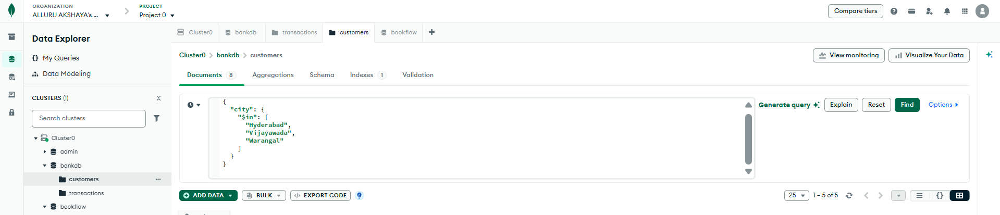 ORGANIZATION
ALLURU AKSHAYA's ...
PROJECT
Project 0
Compare tiers
Data Explorer
My Queries
Data Modeling
CLUSTERS (1)
Search clusters
Cluster0
admin
bankdb
customers
transactions
bookflow
Cluster0
bankdb
transactions
customers
bookflow
Cluster0 > bankdb > customers
View monitoring
Visualize Your Data
Documents 8
Aggregations
Schema
Indexes 1
Validation
{
"city": {
"$in": [
"Hyderabad",
"Vijayawada",
"Warangal"
]
}
}
Generate query
Explain
Reset
Find
Options
ADD DATA
BULK
EXPORT CODE
25
1 – 5 of 5